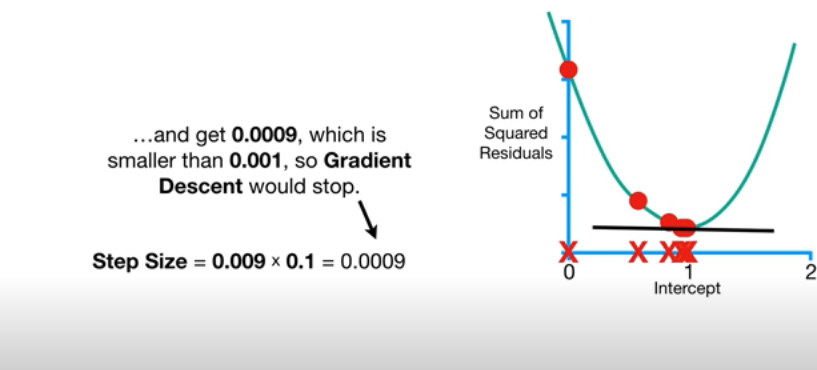 …and get 0.0009, which is
smaller than 0.001, so Gradient
Descent would stop.
Step Size = 0.009 × 0.1 = 0.0009
Sum of
Squared
Residuals
0 1 2
Intercept